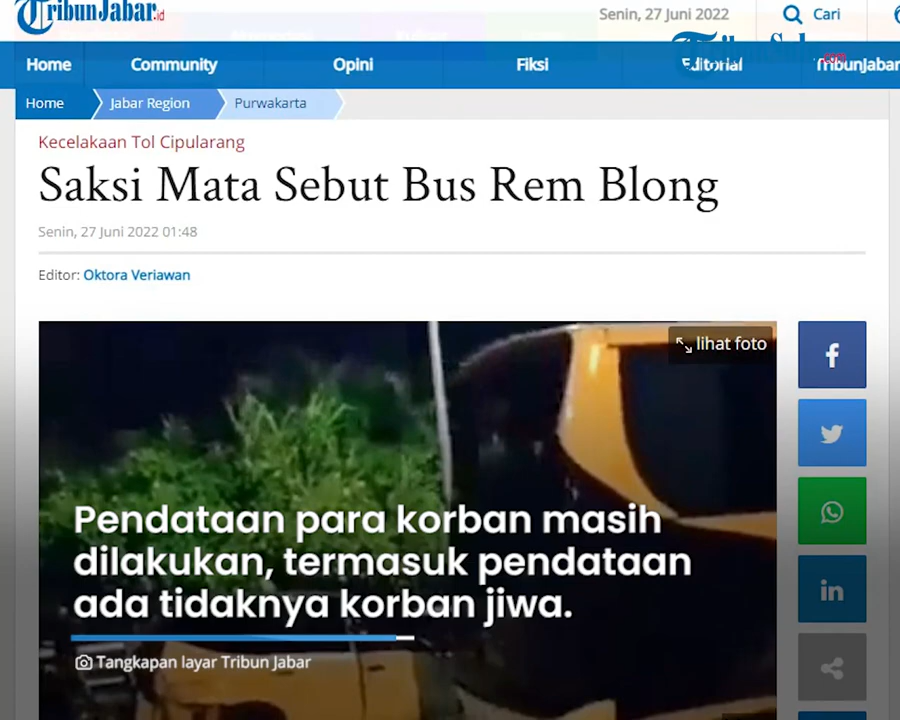 TribunJabar.id
Senin, 27 Juni 2022
Cari
Home
Community
Opini
Fiksi
Editorial
TribunJabar
Home
Jabar Region
Purwakarta
Kecelakaan Tol Cipularang
Saksi Mata Sebut Bus Rem Blong
Senin, 27 Juni 2022 01:48
Editor: Oktora Veriawan
lihat foto
Pendataan para korban masih
dilakukan, termasuk pendataan
ada tidaknya korban jiwa.
Tangkapan layar Tribun Jabar